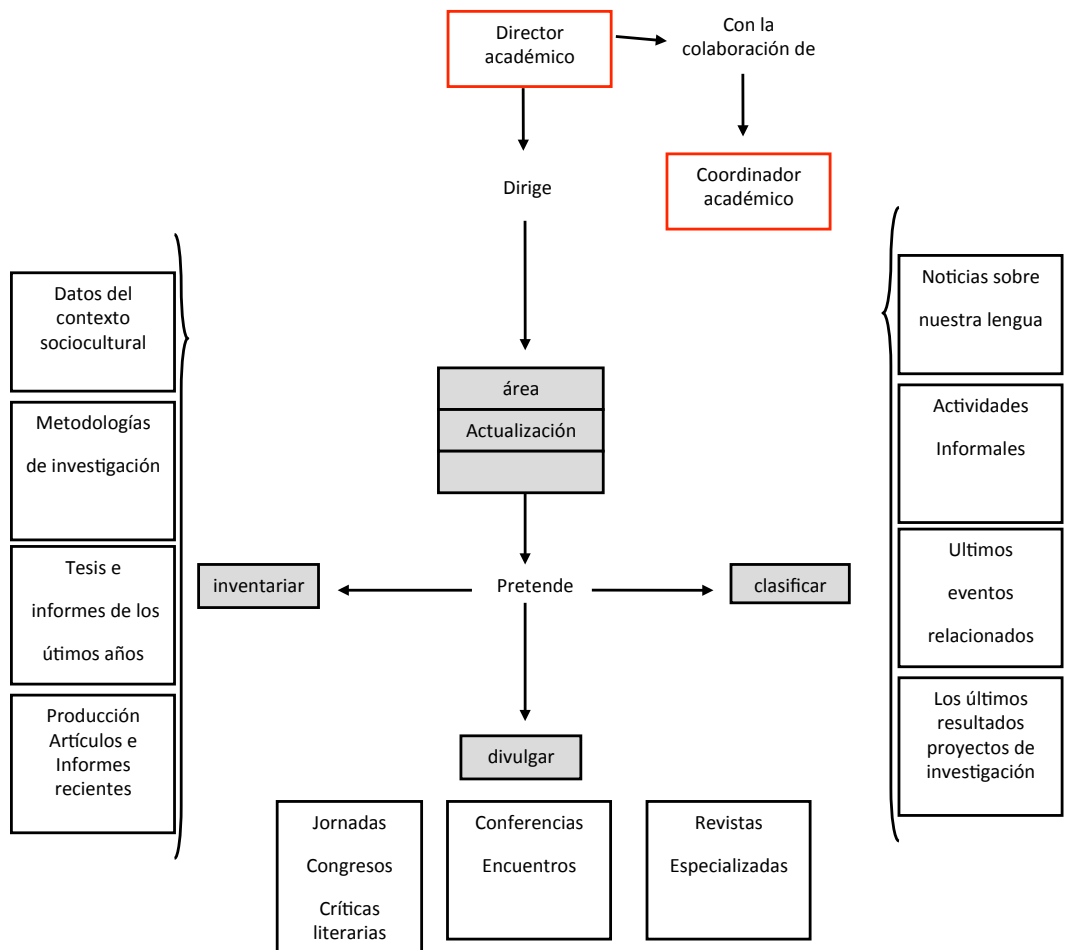 Director
académico
Con la
colaboración de
Dirige
Coordinador
académico
Datos del
contexto
sociocultural
Metodologías
de investigación
Tesis e
informes de los
útimos años
Producción
Artículos e
Informes
recientes
área
Actualización
inventariar
Pretende
clasificar
divulgar
Jornadas
Congresos
Críticas
literarias
Conferencias
Encuentros
Revistas
Especializadas
Noticias sobre
nuestra lengua
Actividades
Informales
Ultimos
eventos
relacionados
Los últimos
resultados
proyectos de
investigación